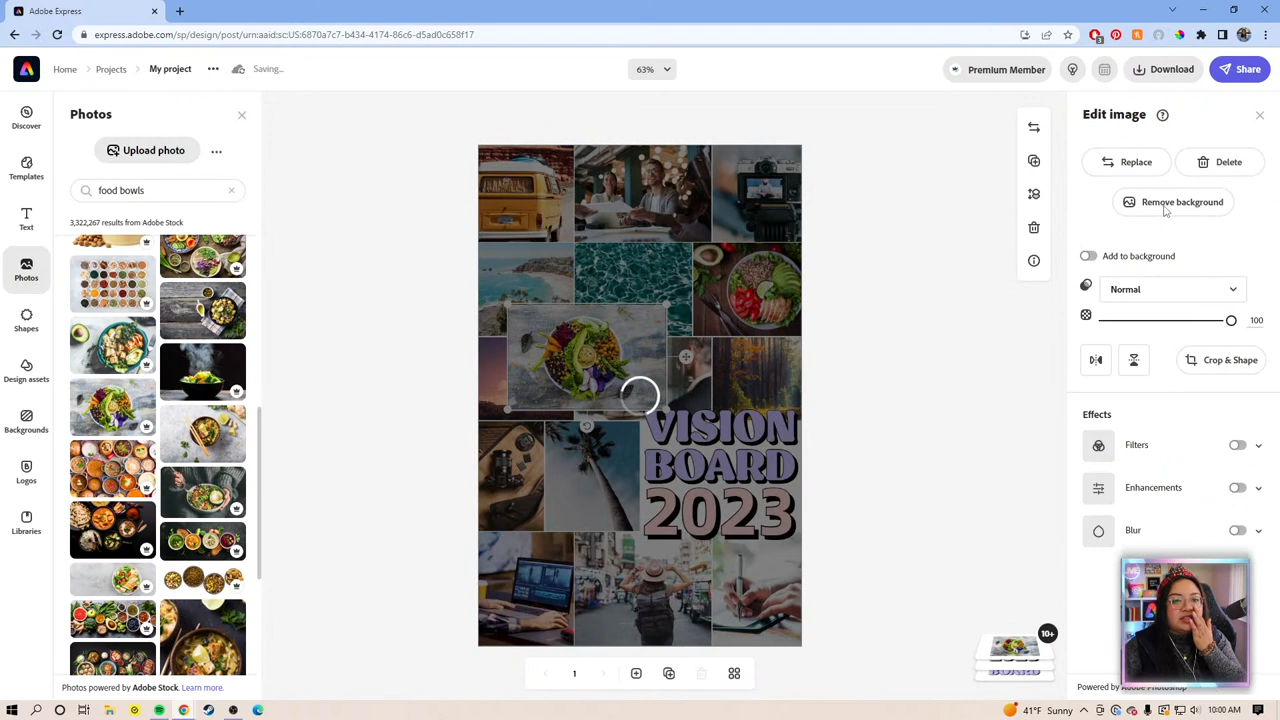 Adobe Express
express.adobe.com/sp/design/post/urn:aaid:sc:US:6870a7c7-b434-4174-86c6-d5ad0c658f17
Home
Projects
My project
Saving...
63%
Premium Member
Download
Share
Discover
Templates
Text
Photos
Shapes
Design assets
Backgrounds
Logos
Libraries
Photos
Upload photo
food bowls
3,322,267 results from Adobe Stock
Photos powered by Adobe Stock. Learn more.
VISION
BOARD
2023
1
10+
Edit image
Replace
Delete
Remove background
Add to background
Normal
100
Crop & Shape
Effects
Filters
Enhancements
Blur
Powered by Adobe Photoshop
41°F Sunny
10:00 AM